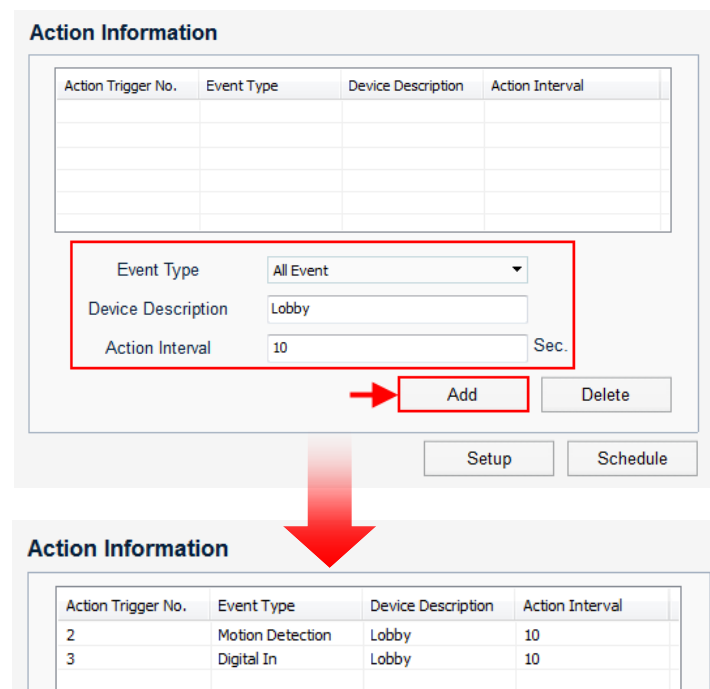 Action Information
Action Trigger No. Event Type Device Description Action Interval
Event Type All Event
Device Description Lobby
Action Interval 10 Sec.
Add Delete
Setup Schedule
Action Information
Action Trigger No. Event Type Device Description Action Interval
2 Motion Detection Lobby 10
3 Digital In Lobby 10